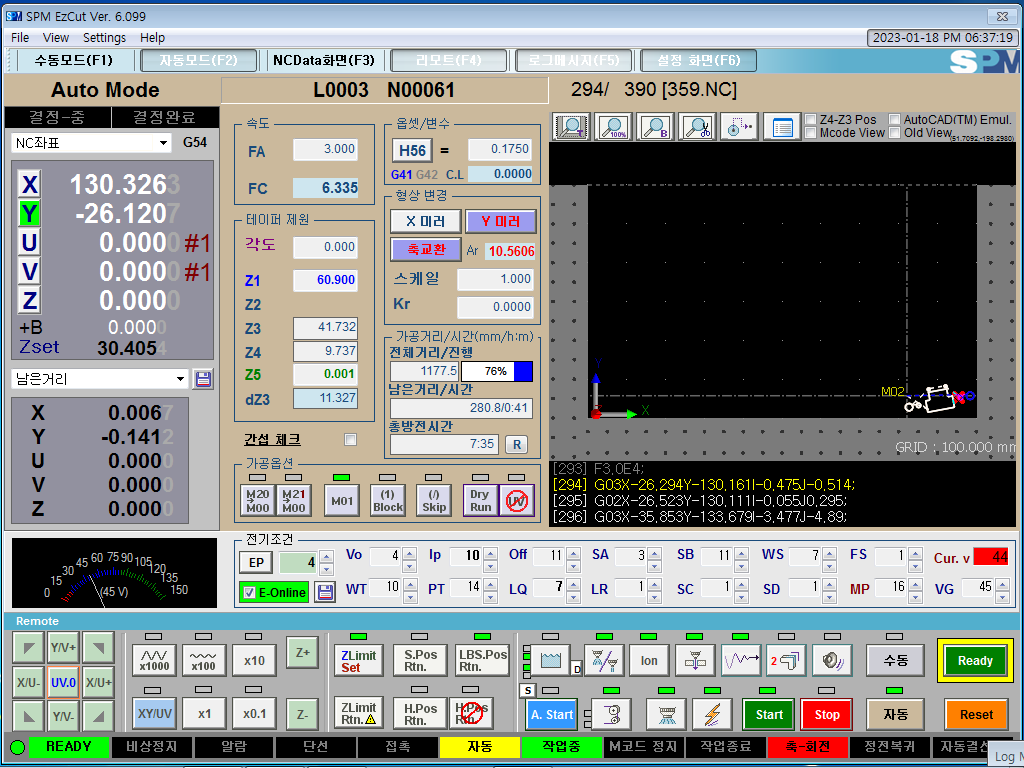 SPM EzCut Ver. 6.099
File View Settings Help
2023-01-18 PM 06:37:19
수동모드(F1) 자동모드(F2) NCData화면(F3) 리모트(F4) 로그메시지(F5) 설정 화면(F6)
SPM
Auto Mode
L0003 N00061
294/ 390 [359.NC]
결정-중 결정완료
NC좌표 G54
X 130.3263
Y -26.1207
U 0.0000 #1
V 0.0000 #1
Z 0.0000
+B 0.0000
Zset 30.4054
남은거리
X 0.0067
Y -0.1412
U 0.0000
V 0.0000
Z 0.0000
속도
FA 3.000
FC 6.335
테이퍼 제원
각도 0.000
Z1 60.900
Z2
Z3 41.732
Z4 9.737
Z5 0.001
dZ3 11.327
간섭 체크
옵셋/변수
H56 = 0.1750
G41 G42 C.L 0.0000
형상 변경
X 미러 Y 미러
축교환 Ar 10.5606
스케일 1.000
Kr 0.0000
가공거리/시간(mm/h:m)
전체거리/진행
1177.5 76%
남은거리/시간
280.8/0:41
총방전시간
7:35 R
가공옵션
M20 M00 M21 M00 M01 (1) Block (/) Skip Dry Run UV
100% B
Z4-Z3 Pos AutoCAD(TM) Emul.
Mcode View Old View
(51.7092,-198.2980)
Y
X
M02
GRID : 100.000 mm
[293] F3,0E4;
[294] G03X-26,294Y-130,161I-0,475J-0,514;
[295] G02X-26,523Y-130,111I-0,055J0,295;
[296] G03X-35,853Y-133,679I-3,477J-4,89;
0 15 30 45 60 75 90 105 120 135 150
(45 V)
전기조건
EP 4
E-Online
Vo 4 Ip 10 Off 11 SA 3 SB 11 WS 7 FS 1 Cur. v 44
WT 10 PT 14 LQ 7 LR 1 SC 1 SD 1 MP 16 VG 45
Remote
Y/V+
X/U- UV.0 X/U+
Y/V-
x1000 x100 x10 Z+
XY/UV x1 x0.1 Z-
ZLimit Set S.Pos Rtn. LBS.Pos Rtn.
ZLimit Rtn. H.Pos Rtn. H.Pos Rtn.
D Ion 2 수동 Ready
S A. Start Start Stop 자동 Reset
READY 비상정지 알람 단선 접촉 자동 작업중 M코드 정지 작업종료 축-회전 정전복귀 자동결선
Log M